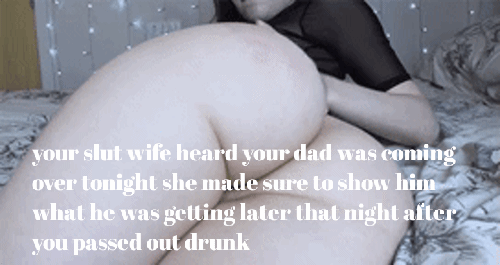 your slut wife heard your dad was coming
over tonight she made sure to show him
what he was getting later that night after
you passed out drunk